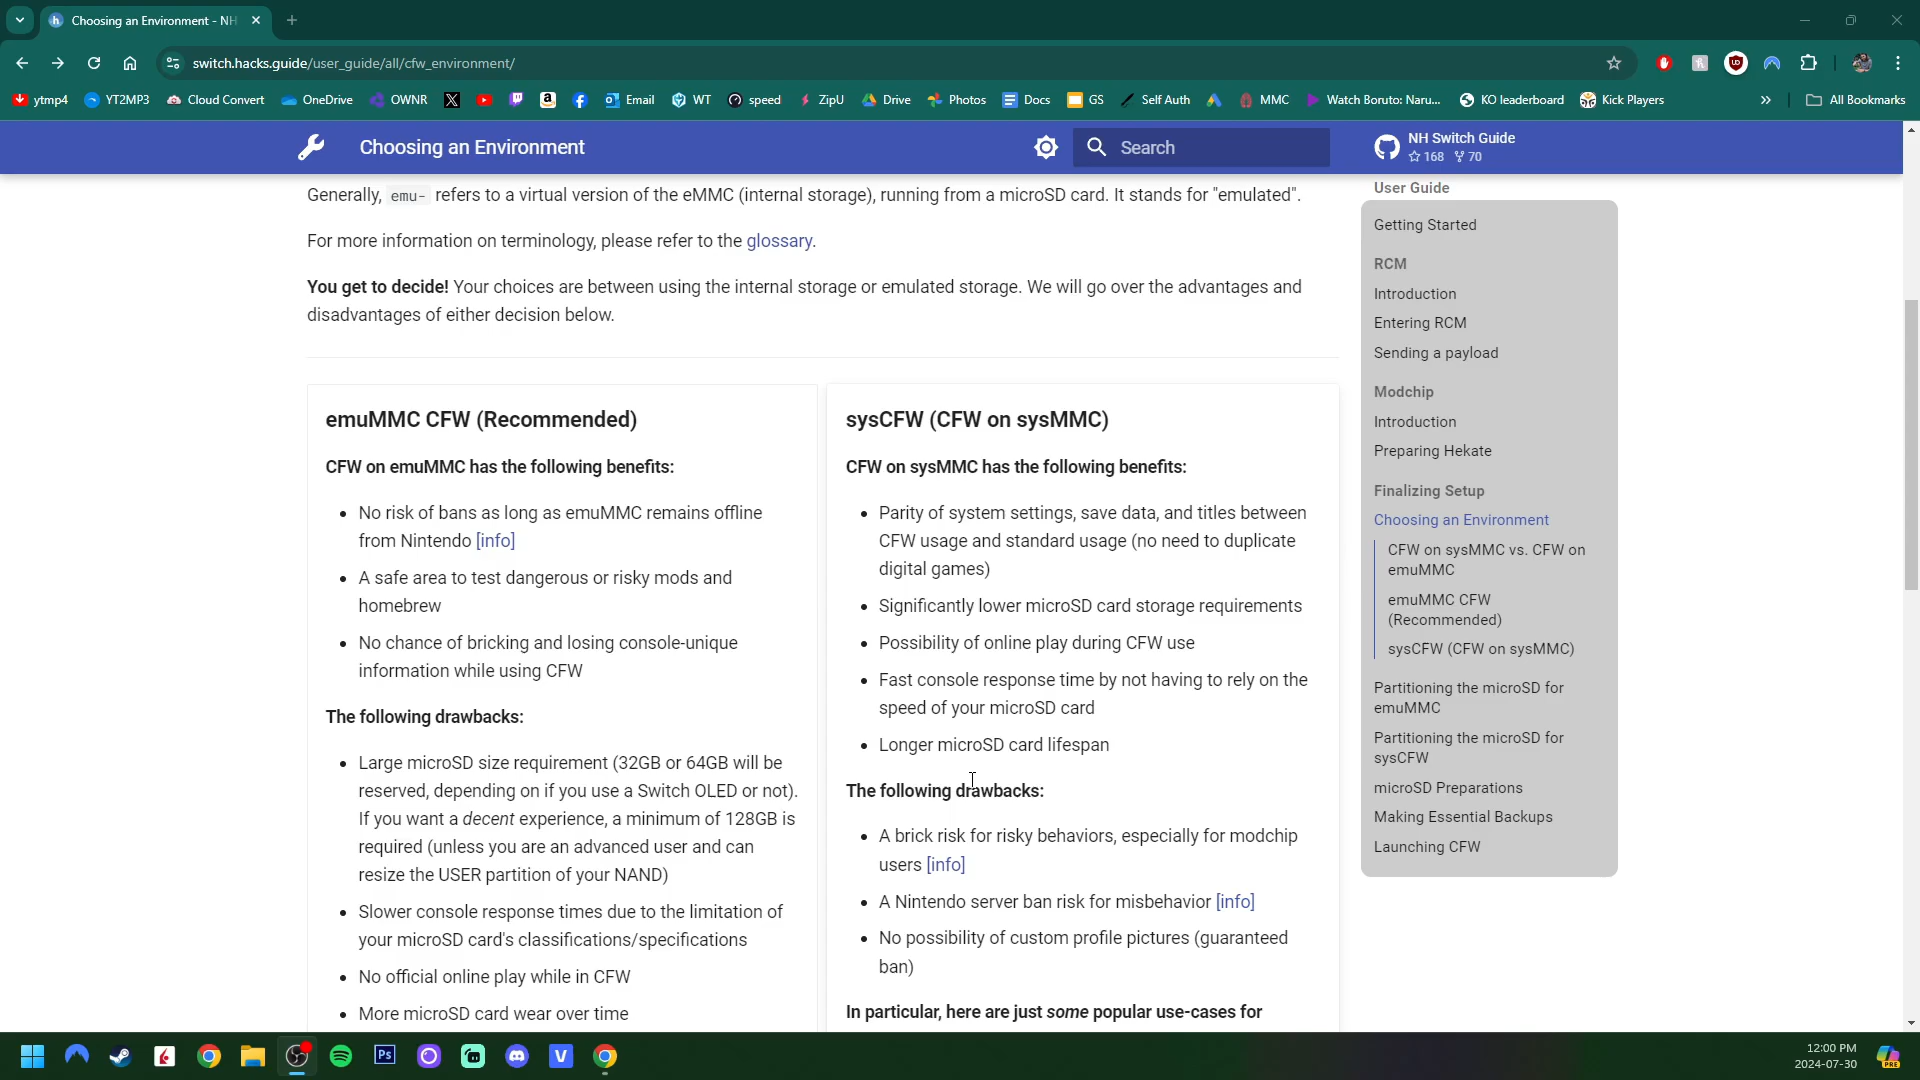 Choosing an Environment - NH
switch.hacks.guide/user_guide/all/cfw_environment/
ytmp4
YT2MP3
Cloud Convert
OneDrive
OWNR
Email
WT
speed
ZipU
Drive
Photos
Docs
GS
Self Auth
MMC
Watch Boruto: Naru...
KO leaderboard
Kick Players
»
All Bookmarks
Choosing an Environment
Search
NH Switch Guide
168 70
Generally, emu- refers to a virtual version of the eMMC (internal storage), running from a microSD card. It stands for "emulated".
For more information on terminology, please refer to the glossary.
You get to decide! Your choices are between using the internal storage or emulated storage. We will go over the advantages and
disadvantages of either decision below.
emuMMC CFW (Recommended)
CFW on emuMMC has the following benefits:
• No risk of bans as long as emuMMC remains offline
from Nintendo [info]
• A safe area to test dangerous or risky mods and
homebrew
• No chance of bricking and losing console-unique
information while using CFW
The following drawbacks:
• Large microSD size requirement (32GB or 64GB will be
reserved, depending on if you use a Switch OLED or not).
If you want a decent experience, a minimum of 128GB is
required (unless you are an advanced user and can
resize the USER partition of your NAND)
• Slower console response times due to the limitation of
your microSD card's classifications/specifications
• No official online play while in CFW
• More microSD card wear over time
sysCFW (CFW on sysMMC)
CFW on sysMMC has the following benefits:
• Parity of system settings, save data, and titles between
CFW usage and standard usage (no need to duplicate
digital games)
• Significantly lower microSD card storage requirements
• Possibility of online play during CFW use
• Fast console response time by not having to rely on the
speed of your microSD card
• Longer microSD card lifespan
The following drawbacks:
• A brick risk for risky behaviors, especially for modchip
users [info]
• A Nintendo server ban risk for misbehavior [info]
• No possibility of custom profile pictures (guaranteed
ban)
In particular, here are just some popular use-cases for
User Guide
Getting Started
RCM
Introduction
Entering RCM
Sending a payload
Modchip
Introduction
Preparing Hekate
Finalizing Setup
Choosing an Environment
CFW on sysMMC vs. CFW on
emuMMC
emuMMC CFW
(Recommended)
sysCFW (CFW on sysMMC)
Partitioning the microSD for
emuMMC
Partitioning the microSD for
sysCFW
microSD Preparations
Making Essential Backups
Launching CFW
Ps
V
12:00 PM
2024-07-30
PRE